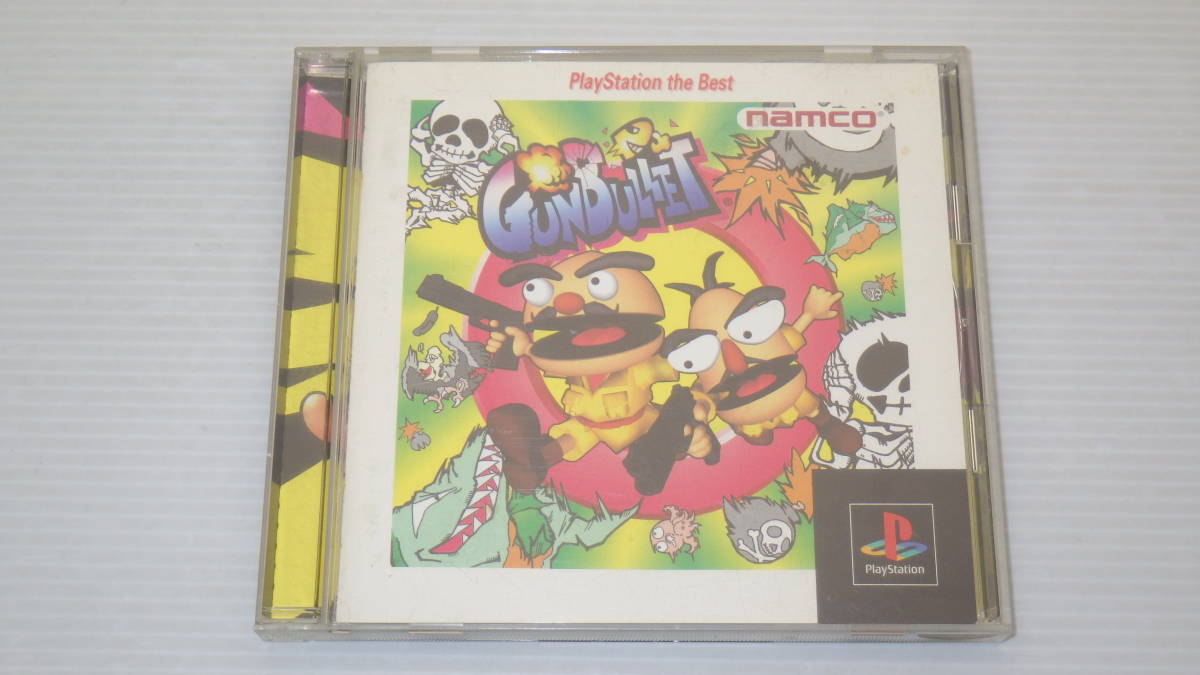 PlayStation the Best
namco
GUNBULLET
PlayStation